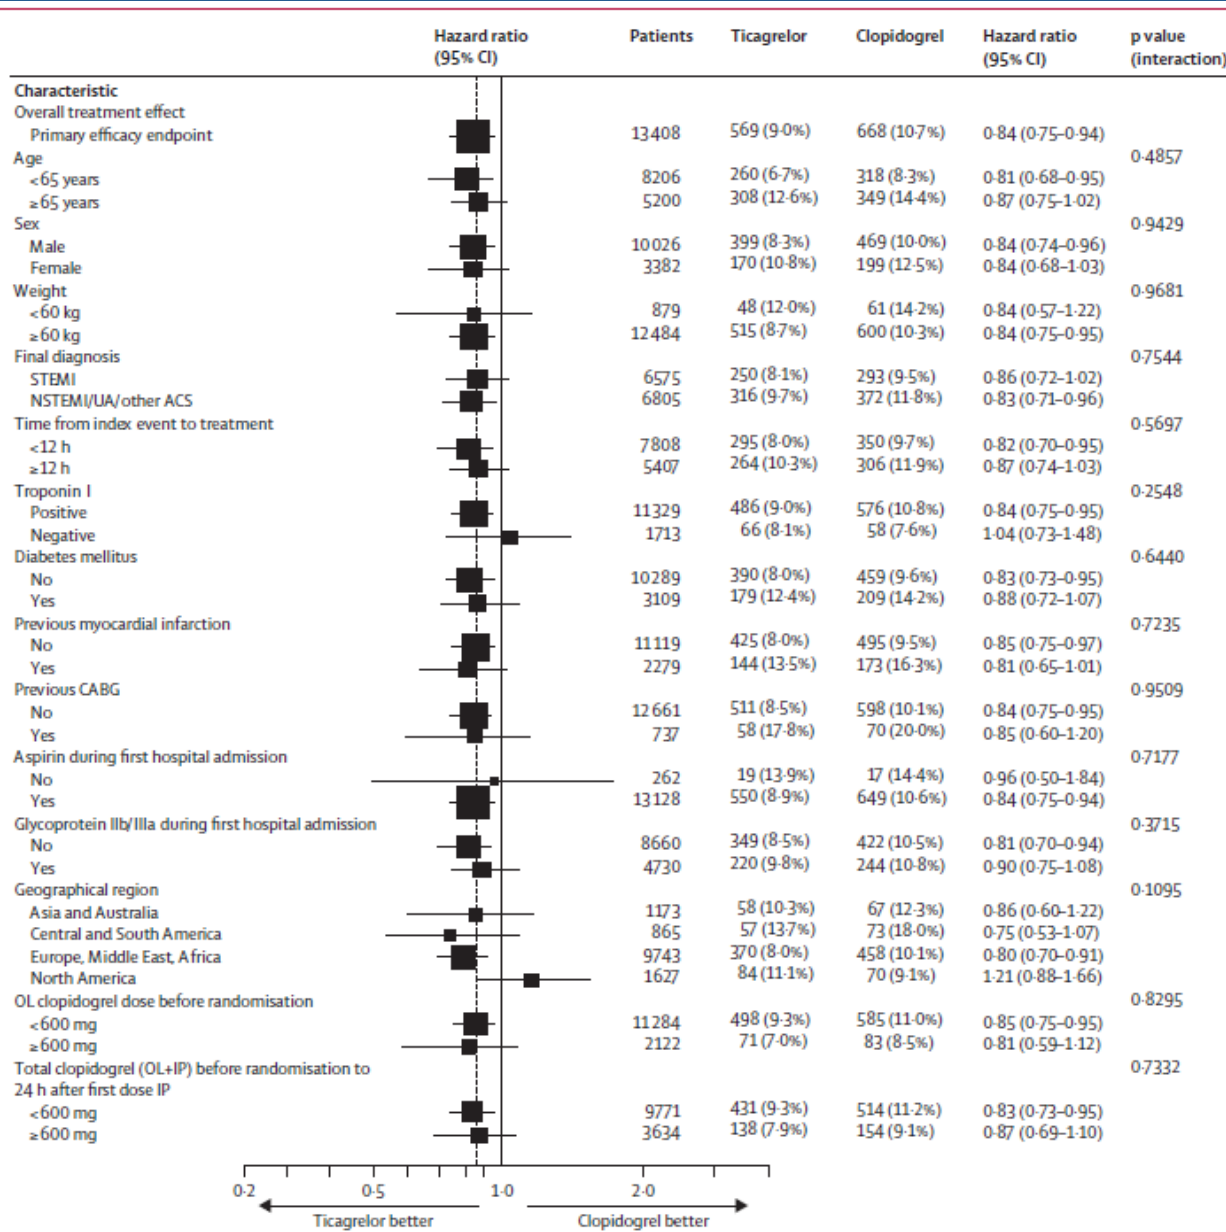 Hazard ratio (95% CI) Patients Ticagrelor Clopidogrel Hazard ratio (95% CI) p value (interaction)
Characteristic
Overall treatment effect
Primary efficacy endpoint 13408 569 (9·0%) 668 (10·7%) 0·84 (0·75–0·94)
Age 0·4857
<65 years 8206 260 (6·7%) 318 (8·3%) 0·81 (0·68–0·95)
≥65 years 5200 308 (12·6%) 349 (14·4%) 0·87 (0·75–1·02)
Sex 0·9429
Male 10026 399 (8·3%) 469 (10·0%) 0·84 (0·74–0·96)
Female 3382 170 (10·8%) 199 (12·5%) 0·84 (0·68–1·03)
Weight 0·9681
<60 kg 879 48 (12·0%) 61 (14·2%) 0·84 (0·57–1·22)
≥60 kg 12484 515 (8·7%) 600 (10·3%) 0·84 (0·75–0·95)
Final diagnosis 0·7544
STEMI 6575 250 (8·1%) 293 (9·5%) 0·86 (0·72–1·02)
NSTEMI/UA/other ACS 6805 316 (9·7%) 372 (11·8%) 0·83 (0·71–0·96)
Time from index event to treatment 0·5697
<12 h 7808 295 (8·0%) 350 (9·7%) 0·82 (0·70–0·95)
≥12 h 5407 264 (10·3%) 306 (11·9%) 0·87 (0·74–1·03)
Troponin I 0·2548
Positive 11329 486 (9·0%) 576 (10·8%) 0·84 (0·75–0·95)
Negative 1713 66 (8·1%) 58 (7·6%) 1·04 (0·73–1·48)
Diabetes mellitus 0·6440
No 10289 390 (8·0%) 459 (9·6%) 0·83 (0·73–0·95)
Yes 3109 179 (12·4%) 209 (14·2%) 0·88 (0·72–1·07)
Previous myocardial infarction 0·7235
No 11119 425 (8·0%) 495 (9·5%) 0·85 (0·75–0·97)
Yes 2279 144 (13·5%) 173 (16·3%) 0·81 (0·65–1·01)
Previous CABG 0·9509
No 12661 511 (8·5%) 598 (10·1%) 0·84 (0·75–0·95)
Yes 737 58 (17·8%) 70 (20·0%) 0·85 (0·60–1·20)
Aspirin during first hospital admission 0·7177
No 262 19 (13·9%) 17 (14·4%) 0·96 (0·50–1·84)
Yes 13128 550 (8·9%) 649 (10·6%) 0·84 (0·75–0·94)
Glycoprotein IIb/IIIa during first hospital admission 0·3715
No 8660 349 (8·5%) 422 (10·5%) 0·81 (0·70–0·94)
Yes 4730 220 (9·8%) 244 (10·8%) 0·90 (0·75–1·08)
Geographical region 0·1095
Asia and Australia 1173 58 (10·3%) 67 (12·3%) 0·86 (0·60–1·22)
Central and South America 865 57 (13·7%) 73 (18·0%) 0·75 (0·53–1·07)
Europe, Middle East, Africa 9743 370 (8·0%) 458 (10·1%) 0·80 (0·70–0·91)
North America 1627 84 (11·1%) 70 (9·1%) 1·21 (0·88–1·66)
OL clopidogrel dose before randomisation 0·8295
<600 mg 11284 498 (9·3%) 585 (11·0%) 0·85 (0·75–0·95)
≥600 mg 2122 71 (7·0%) 83 (8·5%) 0·81 (0·59–1·12)
Total clopidogrel (OL+IP) before randomisation to 0·7332
24 h after first dose IP
<600 mg 9771 431 (9·3%) 514 (11·2%) 0·83 (0·73–0·95)
≥600 mg 3634 138 (7·9%) 154 (9·1%) 0·87 (0·69–1·10)
0·2 0·5 1·0 2·0
Ticagrelor better Clopidogrel better